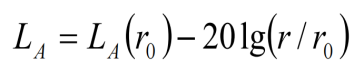 L_A = L_A(r_0) − 20lg(r/r_0)